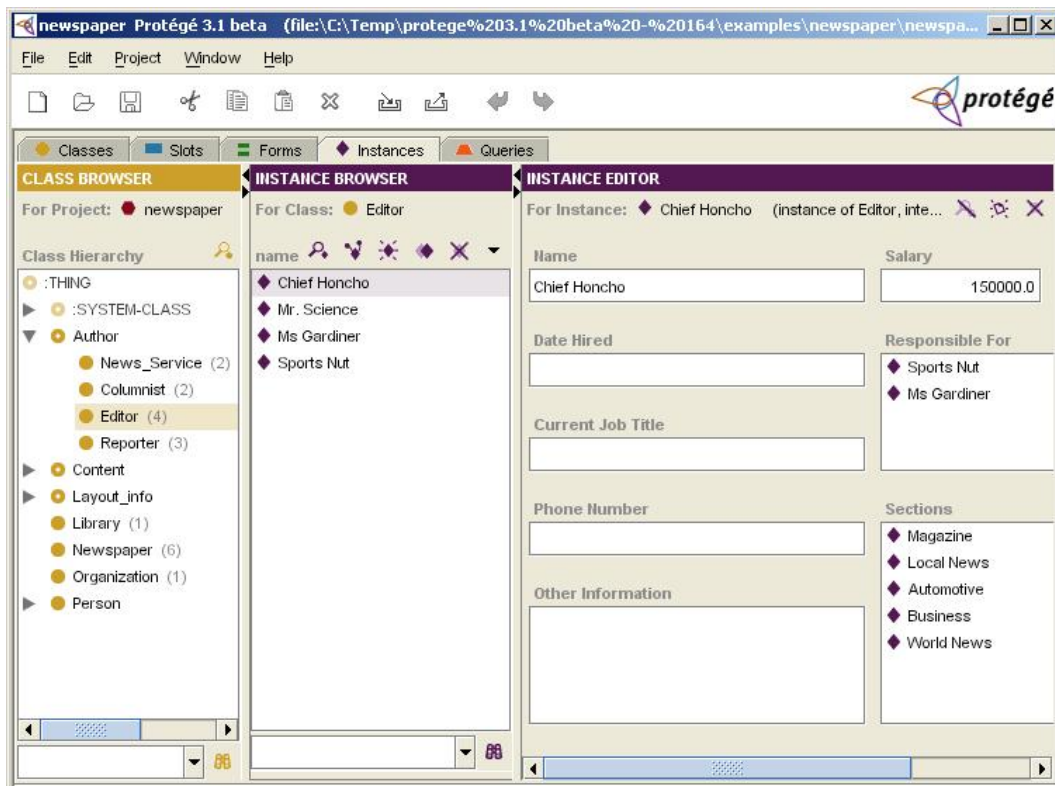 newspaper Protégé 3.1 beta (file:\C:\Temp\protege%203.1%20beta%20-%20164\examples\newspaper\newspa...
File Edit Project Window Help
protégé
Classes Slots Forms Instances Queries
CLASS BROWSER
For Project: newspaper
Class Hierarchy
:THING
:SYSTEM-CLASS
Author
News_Service (2)
Columnist (2)
Editor (4)
Reporter (3)
Content
Layout_info
Library (1)
Newspaper (6)
Organization (1)
Person
INSTANCE BROWSER
For Class: Editor
name
Chief Honcho
Mr. Science
Ms Gardiner
Sports Nut
INSTANCE EDITOR
For Instance: Chief Honcho (instance of Editor, inte...
Name
Chief Honcho
Salary
150000.0
Date Hired
Responsible For
Sports Nut
Ms Gardiner
Current Job Title
Phone Number
Sections
Magazine
Local News
Automotive
Business
World News
Other Information